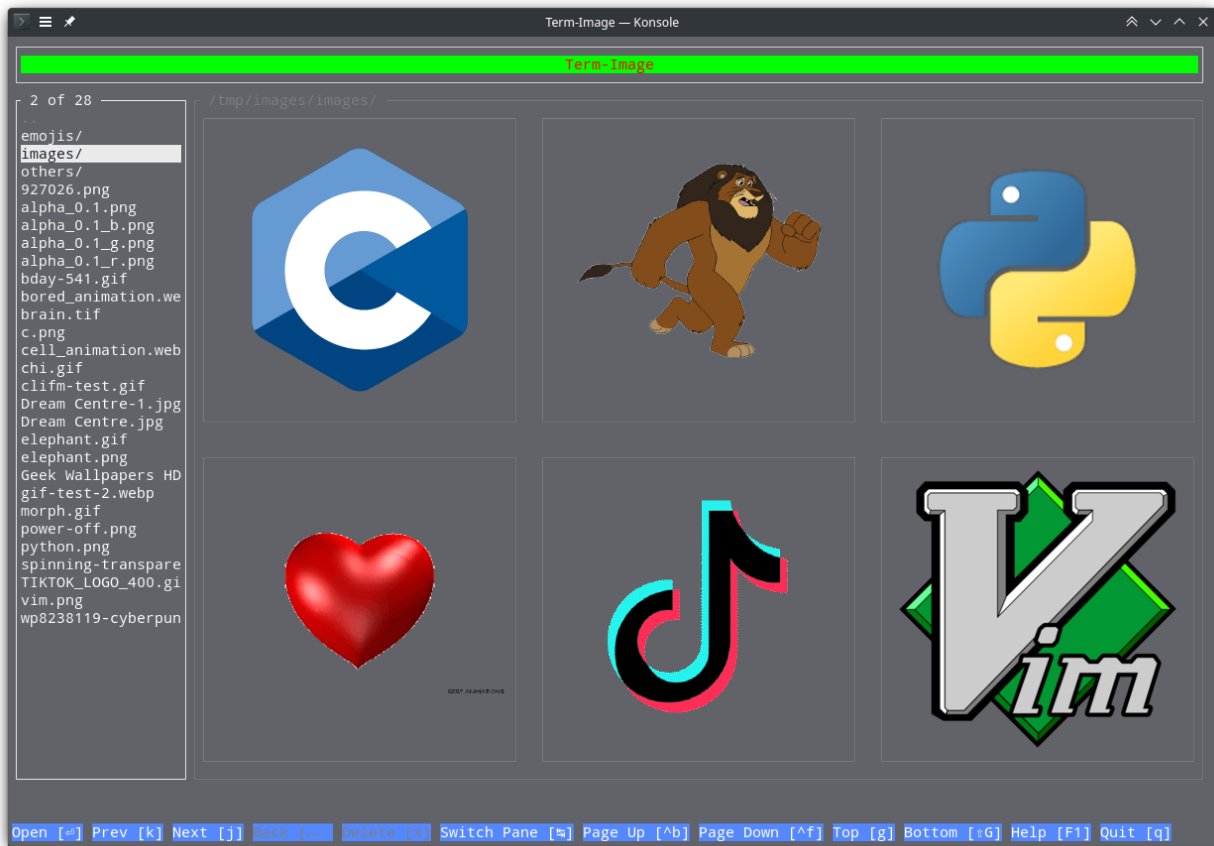 Term-Image — Konsole
Term-Image
2 of 28
/tmp/images/images/
..
emojis/
images/
others/
927026.png
alpha_0.1.png
alpha_0.1_b.png
alpha_0.1_g.png
alpha_0.1_r.png
bday-541.gif
bored_animation.we
brain.tif
c.png
cell_animation.web
chi.gif
clifm-test.gif
Dream Centre-1.jpg
Dream Centre.jpg
elephant.gif
elephant.png
Geek Wallpapers HD
gif-test-2.webp
morph.gif
power-off.png
python.png
spinning-transpare
TIKTOK_LOGO_400.gi
vim.png
wp8238119-cyberpun
BEST ANIMATIONS
Vim
Open [⏎] Prev [k] Next [j] Back [←] Delete [x] Switch Pane [↹] Page Up [^b] Page Down [^f] Top [g] Bottom [⇧G] Help [F1] Quit [q]